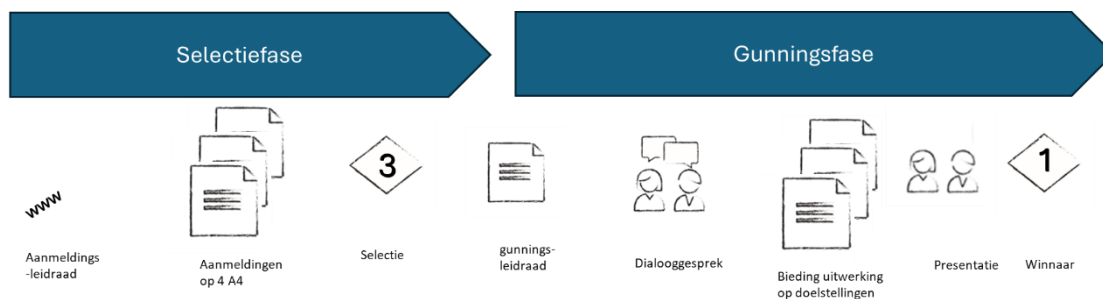 Selectiefase
Gunningsfase
www
3
1
Aanmeldings
-leidraad
Aanmeldingen
op 4 A4
Selectie
gunnings-
leidraad
Dialooggesprek
Bieding uitwerking
op doelstellingen
Presentatie
Winnaar